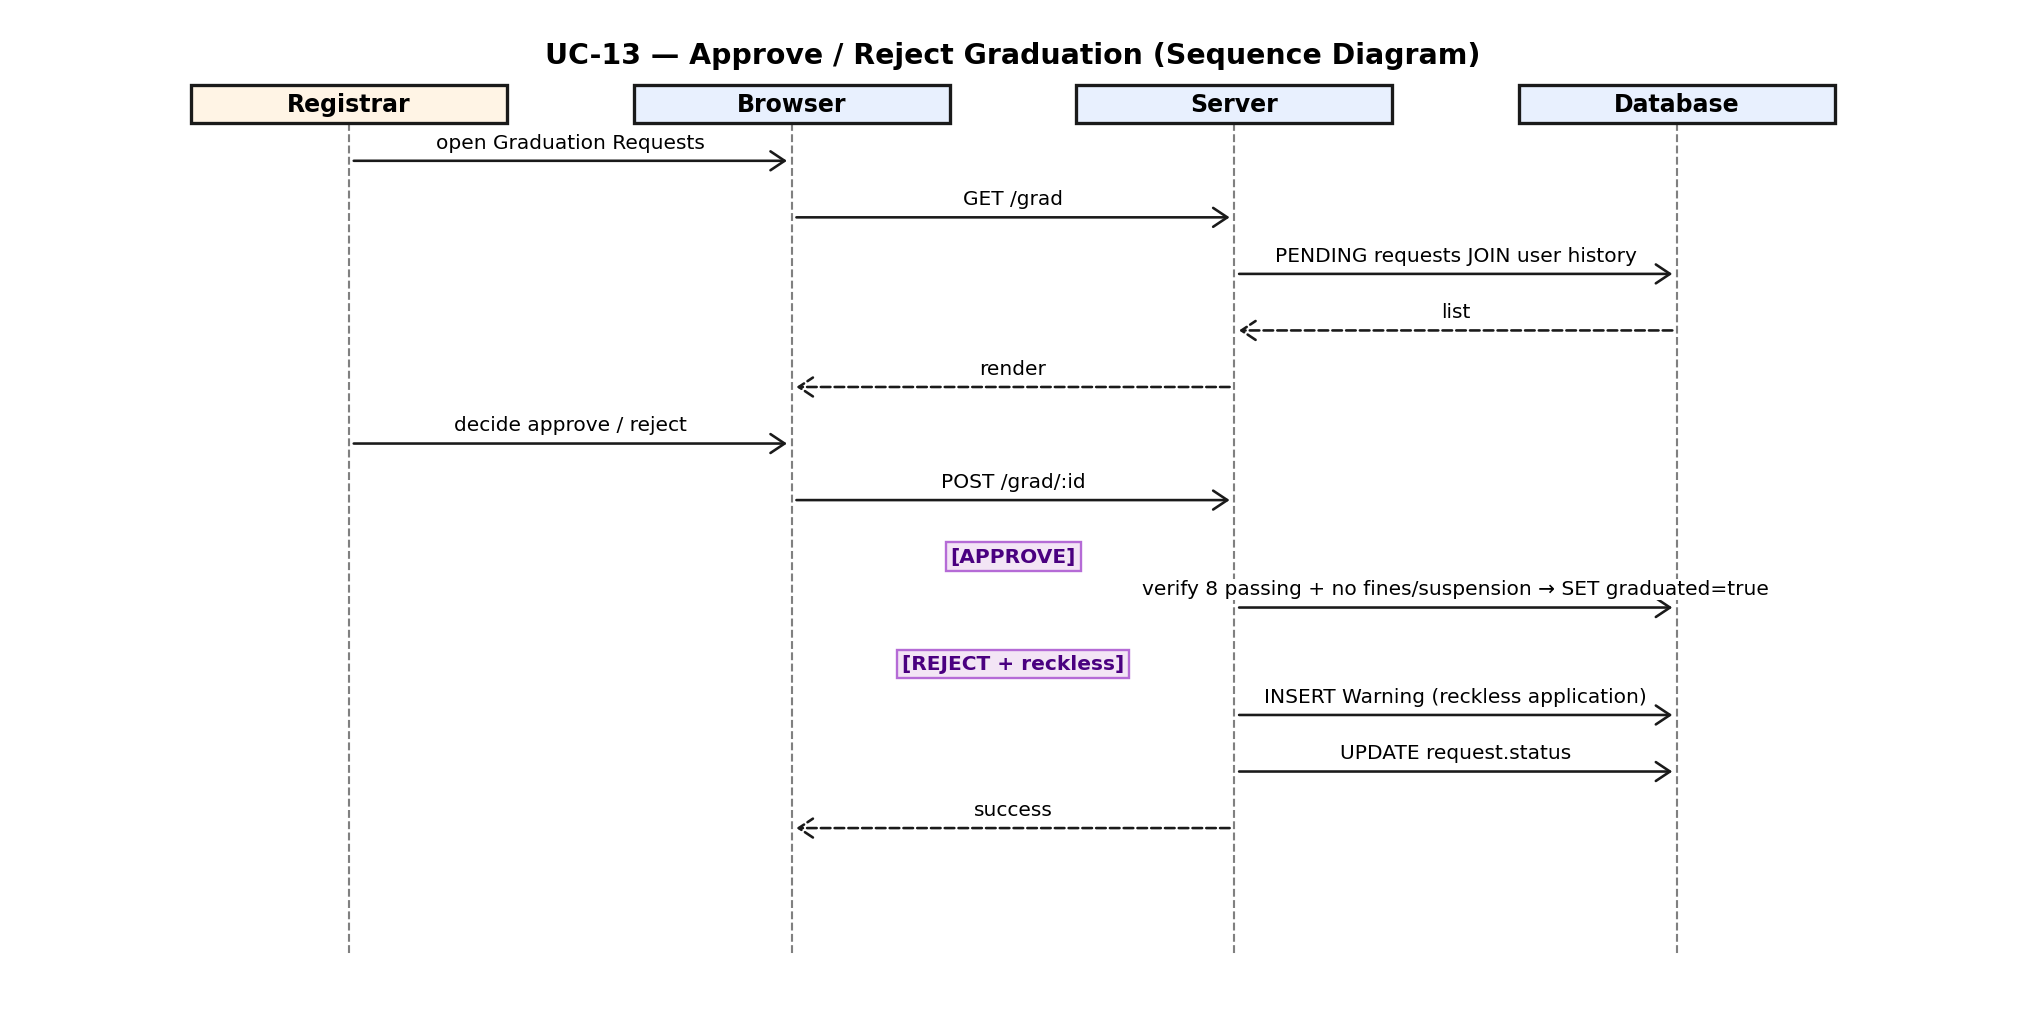 UC-13 — Approve / Reject Graduation (Sequence Diagram)
Registrar
Browser
Server
Database
open Graduation Requests
GET /grad
PENDING requests JOIN user history
list
render
decide approve / reject
POST /grad/:id
[APPROVE]
verify 8 passing + no fines/suspension → SET graduated=true
[REJECT + reckless]
INSERT Warning (reckless application)
UPDATE request.status
success